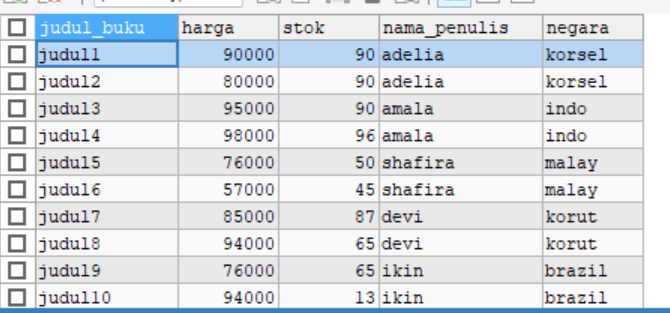 judul_buku harga stok nama_penulis negara
judul1 90000 90 adelia korsel
judul2 80000 90 adelia korsel
judul3 95000 90 amala indo
judul4 98000 96 amala indo
judul5 76000 50 shafira malay
judul6 57000 45 shafira malay
judul7 85000 87 devi korut
judul8 94000 65 devi korut
judul9 76000 65 ikin brazil
judul10 94000 13 ikin brazil